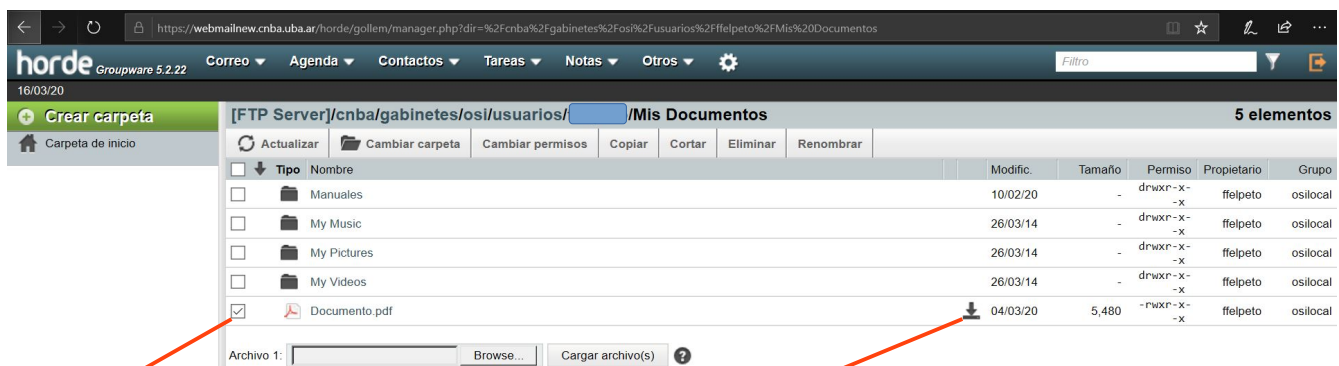 https://webmailnew.cnba.uba.ar/horde/gollem/manager.php?dir=%2Fcnba%2Fgabinetes%2Fosi%2Fusuarios%2Fffelpeto%2FMis%20Documentos
horde Groupware 5.2.22 Correo Agenda Contactos Tareas Notas Otros Filtro
16/03/20
Crear carpeta [FTP Server]/cnba/gabinetes/osi/usuarios/ /Mis Documentos 5 elementos
Carpeta de inicio Actualizar Cambiar carpeta Cambiar permisos Copiar Cortar Eliminar Renombrar
Tipo Nombre Modific. Tamaño Permiso Propietario Grupo
Manuales 10/02/20 - drwxr-x--x ffelpeto osilocal
My Music 26/03/14 - drwxr-x--x ffelpeto osilocal
My Pictures 26/03/14 - drwxr-x--x ffelpeto osilocal
My Videos 26/03/14 - drwxr-x--x ffelpeto osilocal
Documento.pdf 04/03/20 5,480 -rwxr-x--x ffelpeto osilocal
Archivo 1: Browse... Cargar archivo(s) ?